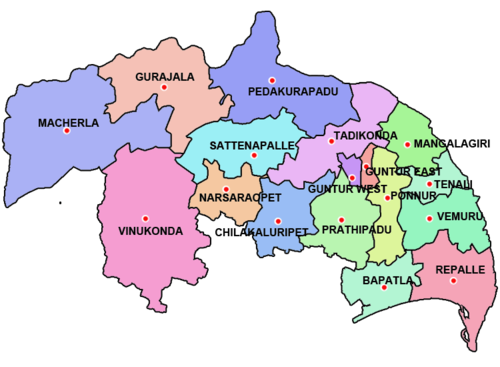 GURAJALA
PEDAKURAPADU
MACHERLA
TADIKONDA
MANGALAGIRI
SATTENAPALLE
GUNTUR EAST
TENALI
GUNTUR WEST
NARSARAOPET
PONNUR
VEMURU
VINUKONDA
CHILAKALURIPET
PRATHIPADU
REPALLE
BAPATLA